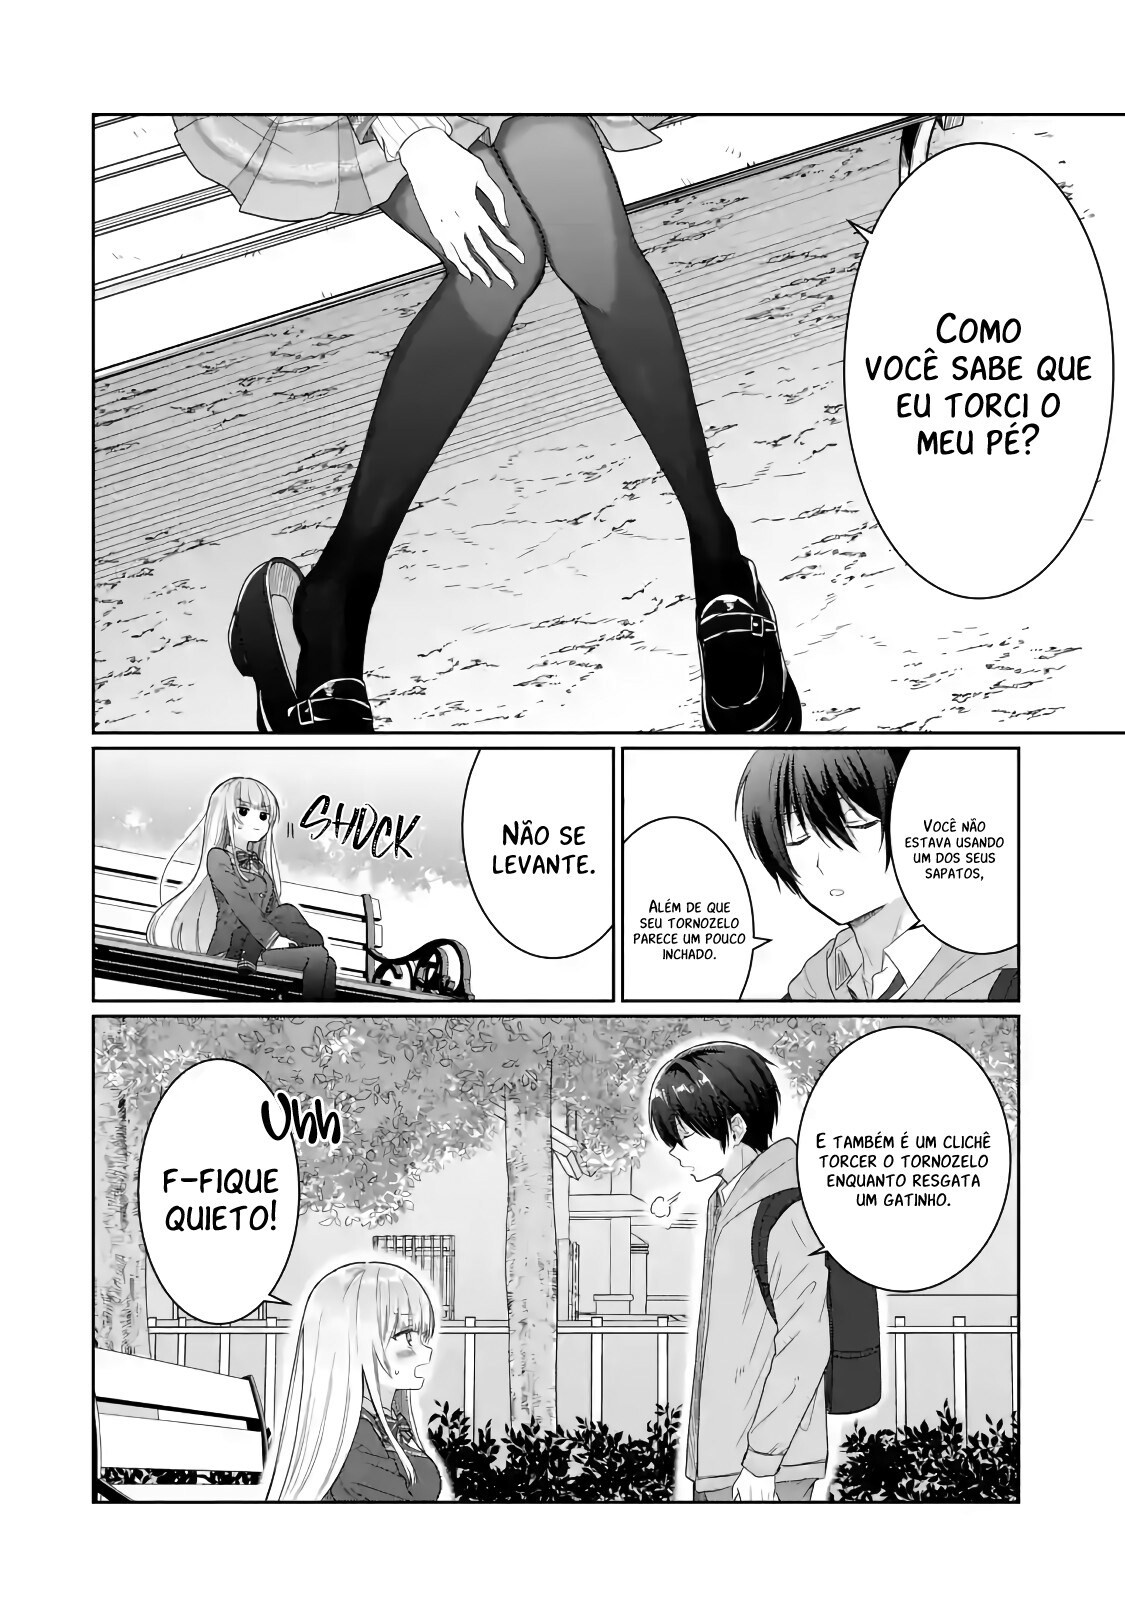 COMO
VOCÊ SABE QUE
EU TORCI O
MEU PÉ?
VOCÊ NÃO
ESTAVA USANDO
UM DOS SEUS
SAPATOS,
ALÉM DE QUE
SEU TORNOZELO
PARECE UM POUCO
INCHADO.
NÃO SE
LEVANTE.
SHOCK
E TAMBÉM É UM CLICHÊ
TORCER O TORNOZELO
ENQUANTO RESGATA
UM GATINHO.
Uhh
F-FIQUE
QUIETO!